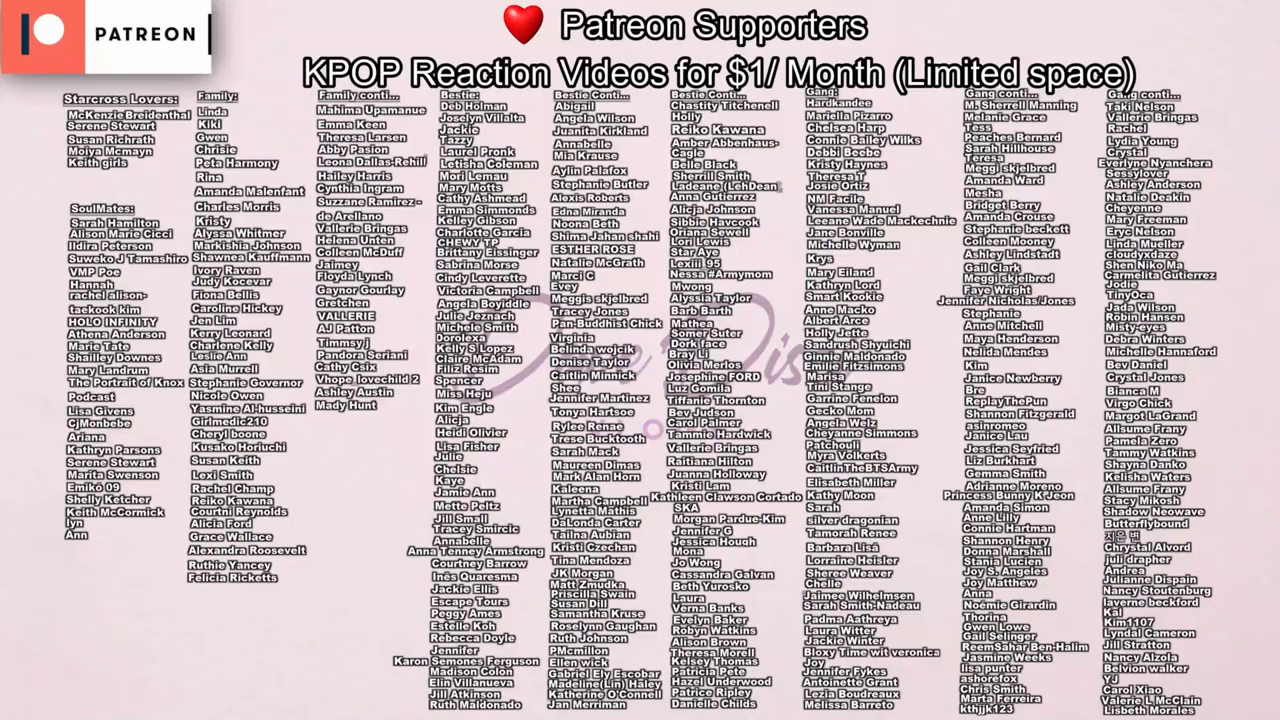 PATREON
Patreon Supporters
KPOP Reaction Videos for $1/ Month (Limited space)
Starcross Lovers:
McKenzie Breidenthal
Serene Stewart
Susan Richrath
Moiya Mcmayn
Keith girls
SoulMates:
Sarah Hamilton
Alison Marie Cicci
Ildira Peterson
Suweko J Tamashiro
VMP Poe
Hannah
rachel alison-
taekook kim
HOLO INFINITY
Athena Anderson
Marie Tate
Shailley Downes
Mary Landrum
The Portrait of Knox
Podcast
Lisa Givens
CjMonbebe
Ariana
Kathryn Parsons
Serene Stewart
Marita Swenson
Emiko 09
Shelly Ketcher
Keith McCormick
lyn
Ann
Family:
Linda
Kiki
Gwen
Chrisie
Peta Harmony
Rina
Amanda Malenfant
Charles Morris
Kristy
Alyssa Whitmer
Markishia Johnson
Shawnea Kauffmann
Ivory Raven
Judy Kocevar
Fiona Bellis
Caroline Hickey
Jen Lim
Kerry Leonard
Charlene Kelly
Leslie Ann
Asia Murrell
Stephanie Governor
Nicole Owen
Yasmine Al-husseini
Girlmedic210
Cheryl boone
Kusako Horiuchi
Susan Keith
Lexi Smith
Rachel Champ
Reiko Kawana
Courtni Reynolds
Alicia Ford
Grace Wallace
Alexandra Roosevelt
Ruthie Yancey
Felicia Ricketts
Family conti...
Mahima Upamanue
Emma Keen
Theresa Larsen
Abby Pasion
Leona Dallas-Rehill
Hailey Harris
Cynthia Ingram
Suzzane Ramirez -
de Arellano
Vallerie Bringas
Helena Unten
Colleen McDuff
Jaimey
Floyda Lynch
Gaynor Gourlay
Gretchen
VALLERIE
AJ Patton
Timmsy j
Pandora Seriani
Cathy Csix
Vhope lovechild 2
Ashley Austin
Mady Hunt
Bestie:
Deb Holman
Joselyn Villalta
Jackie
Tazzy
Laurel Pronk
Letisha Coleman
Mori Lemau
Mary Motts
Cathy Ashmead
Emma Simmonds
Kelley Gibson
Charlotte Garcia
CHEWY TP
Brittany Eissinger
Sabrina Morse
Cindy Leverette
Victoria Campbell
Angela Boyiddle
Julie Jeznach
Michele Smith
Dorolexa
Kelly S Lopez
Claire McAdam
Filiz Resim
Spencer
Miss Heju
Kim Engle
Alicja
Heidi Olivier
Lisa Fisher
Julie
Chelsie
Kaye
Jamie Ann
Mette Peltz
Jill Small
Tracey Smircic
Annabelle
Anna Tenney Armstrong
Courtney Barrow
Inês Quaresma
Jackie Ellis
Escape Tours
Peggy Ames
Estelle Koh
Rebecca Doyle
Jennifer
Karon Semones Ferguson
Madison Colon
Elin Villanueva
Jill Atkinson
Ruth Maldonado
Bestie Conti...
Abigail
Angela Wilson
Juanita Kirkland
Annabelle
Mia Krause
Aylin Palafox
Stephanie Butler
Alexis Roberts
Edna Miranda
Noona Beth
Shima Jahan shahi
ESTHER ROSE
Natalie McGrath
Marci C
Evey
Meggis skjelbred
Tracey Jones
Pan-Buddhist Chick
Virginia
Belinda wojcik
Denise Taylor
Caitlin Minnick
Shee
Jennifer Martinez
Tonya Hartsoe
Rylee Renae
Trese Bucktooth
Sarah Mack
Maureen Dimas
Mark Alan Horn
Kaleena
Martha Campbell
Lynetta Mathis
DaLonda Carter
Tailna Aubian
Kristi Czechan
Tina Mendoza
JK Morgan
Matt Zmudka
Priscilla Swain
Susan Dill
Samantha Kruse
Roselynn Gaughan
Ruth Johnson
PMcmillon
Ellen wick
Gabriel Ely Escobar
Madeline(Lin) Haley
Katherine O'Connell
Jan Merriman
Bestie Conti...
Chastity Titchenell
Holly
Reiko Kawana
Amber Abbenhaus-
Cagle
Belle Black
Sherrill Smith
Ladeane (LehDean)
Anna Gutierrez
Alicja Johnson
Sibbie Havcook
Oriana Sewell
Lori Lewis
Star Aye
Lexiii 95
Nessa #Armymom
Mwong
Alyssia Taylor
Barb Barth
Mathea
Somer Suter
Dork face
Bray Li
Olivia Merlos
Josephine FORD
Luz Gomila
Tiffanie Thornton
Bev Judson
Carol Palmer
Tammie Hardwick
Vallerie Bringas
Raitiana Hilton
Juanna Holloway
Kristi Lam
Kathleen Clawson Cortado
SKA
Morgan Pardue-Kim
Jennifer G
Jessica Hough
Mona
Jo Wong
Cassandra Galvan
Beth Yurosko
Laura
Verna Banks
Evelyn Baker
Robyn Watkins
Alison Brown
Theresa Morell
Kelsey Thomas
Patricia Pete
Hazel Underwood
Patrice Ripley
Danielle Childs
Gang:
Hardkandee
Mariella Pizarro
Chelsea Harp
Connie Bailey Wilks
Debbi Beebe
Kristy Haynes
Theresa T
Josie Ortiz
NM Facile
Vanessa Manuel
Leeane Wade Mackechnie
Jane Bonville
Michelle Wyman
Krys
Mary Eiland
Kathryn Lord
Smart Kookie
Anne Macko
Albert Arce
Holly Jeffs
Sandrush Shyuichi
Ginnie Maldonado
Emilie Fitzsimons
Marisa
Tini Stange
Garrine Fenelon
Gecko Mom
Angela Welz
Cheyanne Simmons
Patchouli
Myra Volkerts
CaitlinTheBTSArmy
Elisabeth Miller
Kathy Moon
Sarah
silver dragonian
Tamorah Renee
Barbara Lisä
Lorraine Heisler
Sheree Weaver
Chelle
Jaimee Wilhelmsen
Sarah Smith-Nadeau
Padma Aathreya
Laura Witter
Jackie Winter
Bloxy Time wit veronica
Joy
Jennifer Fykes
Antoinette Grant
Lezia Boudreaux
Melissa Barreto
Gang conti...
M. Sherrell Manning
Melanie Grace
Tess
Peaches Bernard
Sarah Hillhouse
Teresa
Meggi skjelbred
Amanda Ward
Mesha
Bridget Berry
Amanda Crouse
Stephanie beckett
Colleen Mooney
Ashley Lindstadt
Gail Clark
Meggi skjelbred
Faye Wright
Jennifer Nicholas/Jones
Stephanie
Anne Mitchell
Maya Henderson
Nelida Mendes
Kim
Janice Newberry
Bre
ReplayThePun
Shannon Fitzgerald
asinromeo
Janice Lau
Jessica Seyfried
Liz Burkhart
Gemma Smith
Adrianne Moreno
Princess Bunny K Jeon
Amanda Simon
Anne Lilly
Connie Hartman
Shannon Henry
Donna Marshall
Stania Lucien
Joy S. Angeles
Joy Matthew
Anna
Noëmie Girardin
Thorina
Gwen Lowe
Gail Selinger
ReemSahar Ben-Halim
Jasmine Weeks
lisa punter
ashorefox
Chris Smith
Marta Ferreira
kthjjk123
Gang conti...
Taki Nelson
Vallerie Bringas
Rachel
Lydia Young
Crystal
Everlyne Nyanchera
Sessylover
Ashley Anderson
Natalie Deakin
Cheyenne
Mary Freeman
Eryc Nelson
Linda Mueller
cloudyxdaze
Shen Niko Ma
Carmelita Gutierrez
Jodie
TinyOca
Jada Wilson
Robin Hansen
Misty-eyes
Debra Winters
Michelle Hannaford
Bev Daniel
Crystal Jones
Bianca M
Virgo Chick
Margot LaGrand
Allsume Frany
Pamela Zero
Tammy Watkins
Shayna Danko
Kelisha Waters
Allsume Frany
Stacy Mikosh
Shadow Neowave
Butterflybound
지은 변
Chrystal Alvord
juli drapher
Andrea
Julianne Dispain
Nancy Stoutenburg
laverne beckford
Kal
Kim1107
Lyndal Cameron
Jill Stratton
Nancy Alzola
Belvion walker
YJ
Carol Xiao
Valerie L McClain
Lisbeth Morales